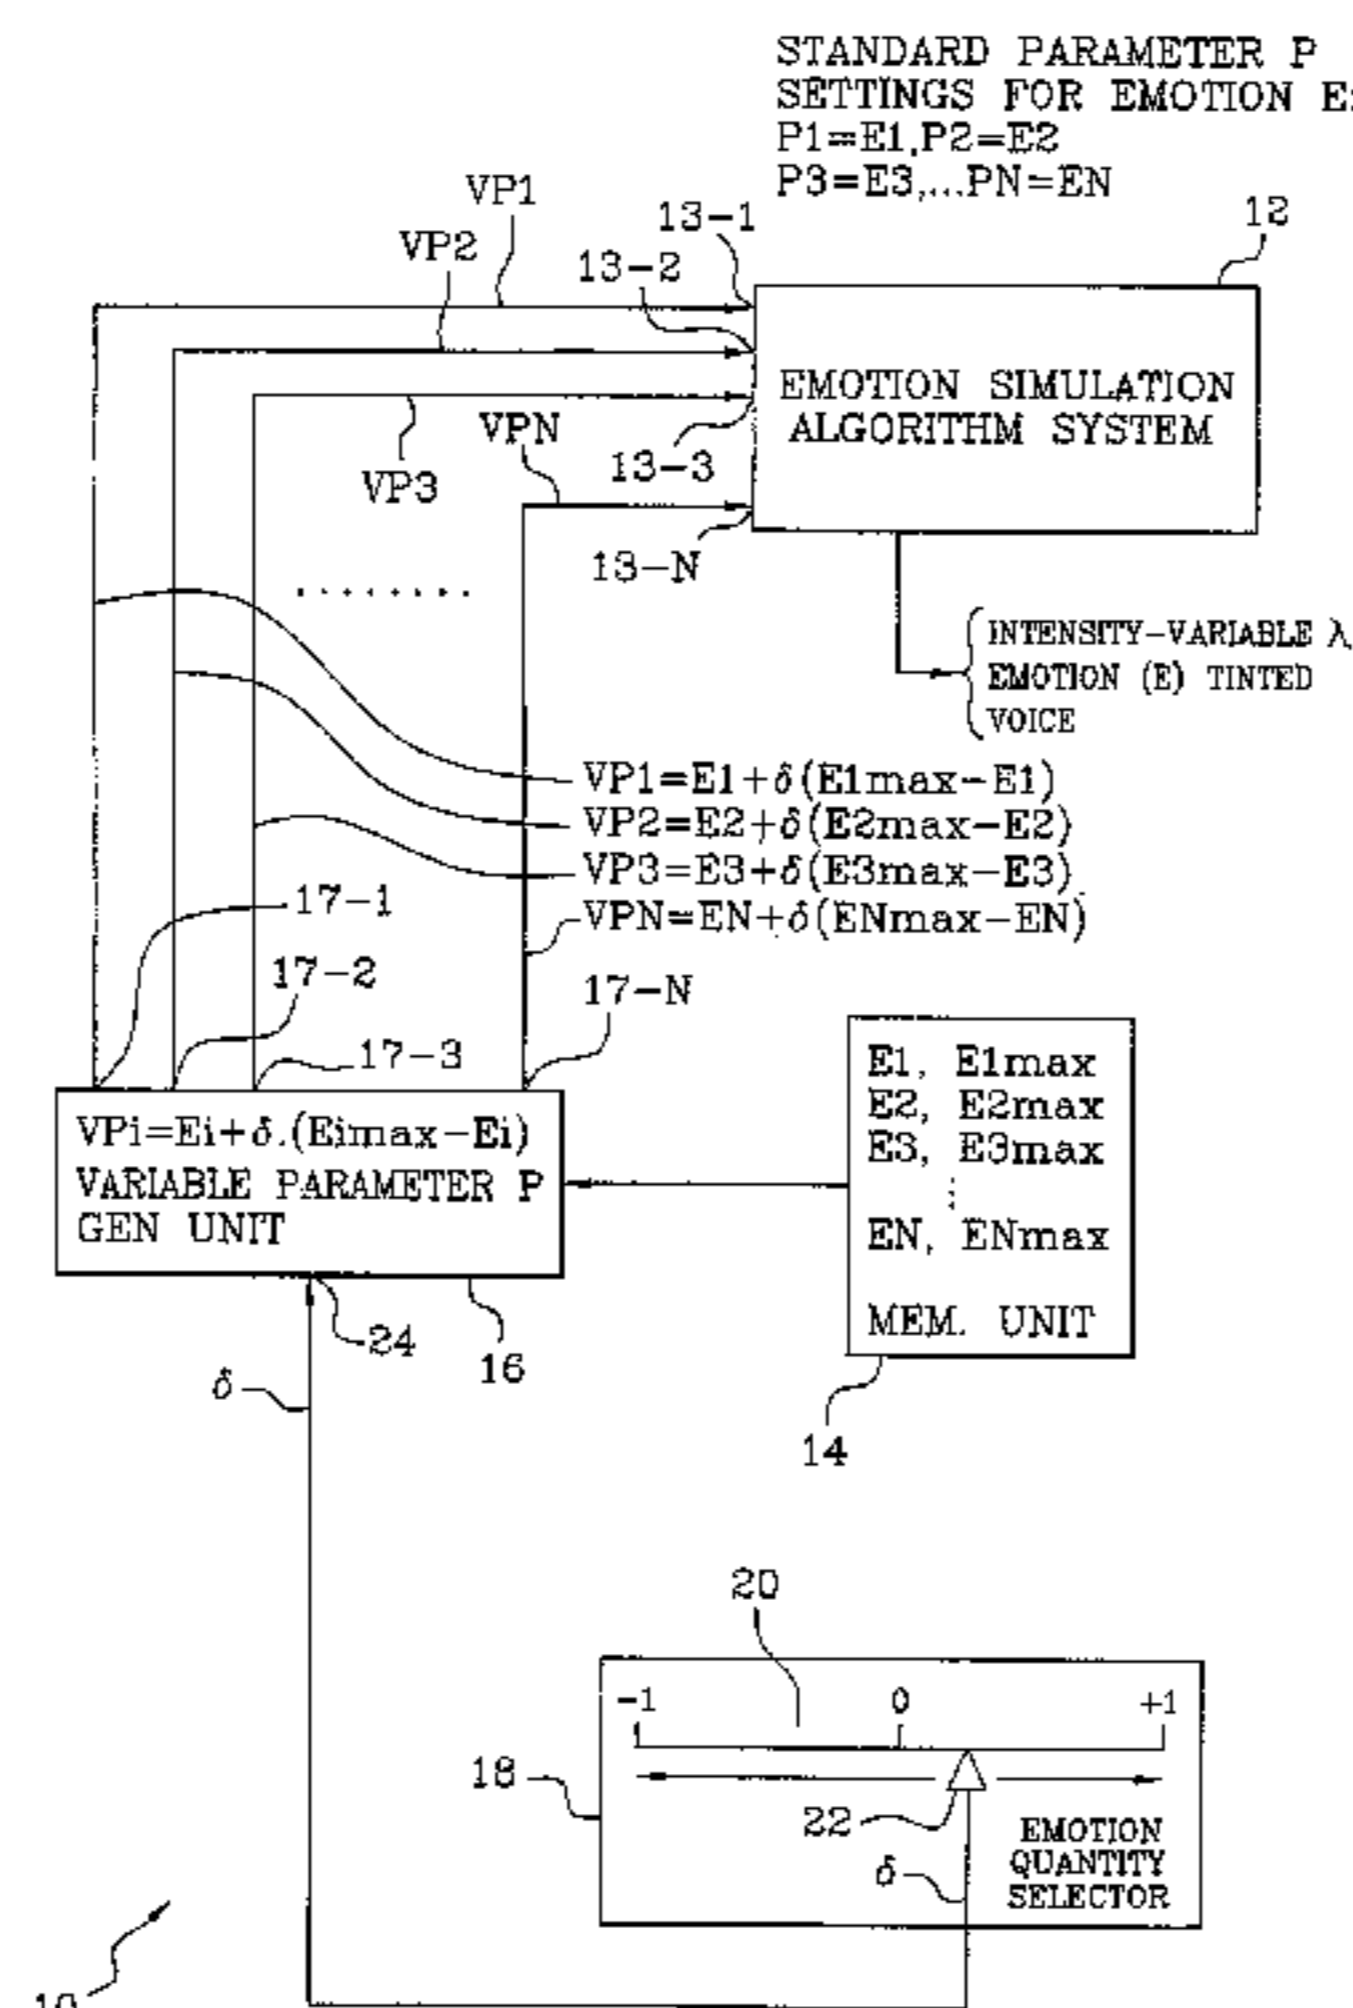 STANDARD PARAMETER P
SETTINGS FOR EMOTION E:
P1=E1,P2=E2
P3=E3,...PN=EN
VP1
13-1
12
VP2
13-2
EMOTION SIMULATION
ALGORITHM SYSTEM
VPN
13-3
VP3
13-N
INTENSITY-VARIABLE λ
EMOTION (E) TINTED
VOICE
VP1=E1+δ(E1max-E1)
VP2=E2+δ(E2max-E2)
VP3=E3+δ(E3max-E3)
VPN=EN+δ(ENmax-EN)
17-1
17-2
17-N
17-3
E1, E1max
E2, E2max
E3, E3max
EN, ENmax
MEM. UNIT
VPi=Ei+δ.(Eimax-Ei)
VARIABLE PARAMETER P
GEN UNIT
24
16
δ
14
20
-1 0 +1
18
22
EMOTION
QUANTITY
SELECTOR
δ
10